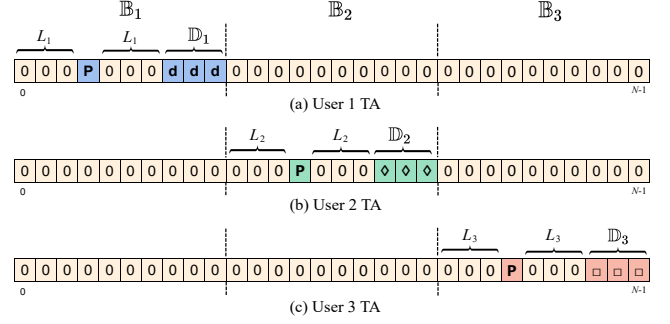 𝔹₁ 𝔹₂ 𝔹₃
L₁ L₁ 𝔻₁
0 0 0 P 0 0 0 d d d 0 0 0 0 0 0 0 0 0 0 0 0 0 0 0 0 0 0 0 0
0 N-1
(a) User 1 TA
L₂ L₂ 𝔻₂
0 0 0 0 0 0 0 0 0 0 0 0 0 P 0 0 0 ◊ ◊ ◊ 0 0 0 0 0 0 0 0 0 0
0 N-1
(b) User 2 TA
L₃ L₃ 𝔻₃
0 0 0 0 0 0 0 0 0 0 0 0 0 0 0 0 0 0 0 0 0 0 0 P 0 0 0 □ □ □
0 N-1
(c) User 3 TA